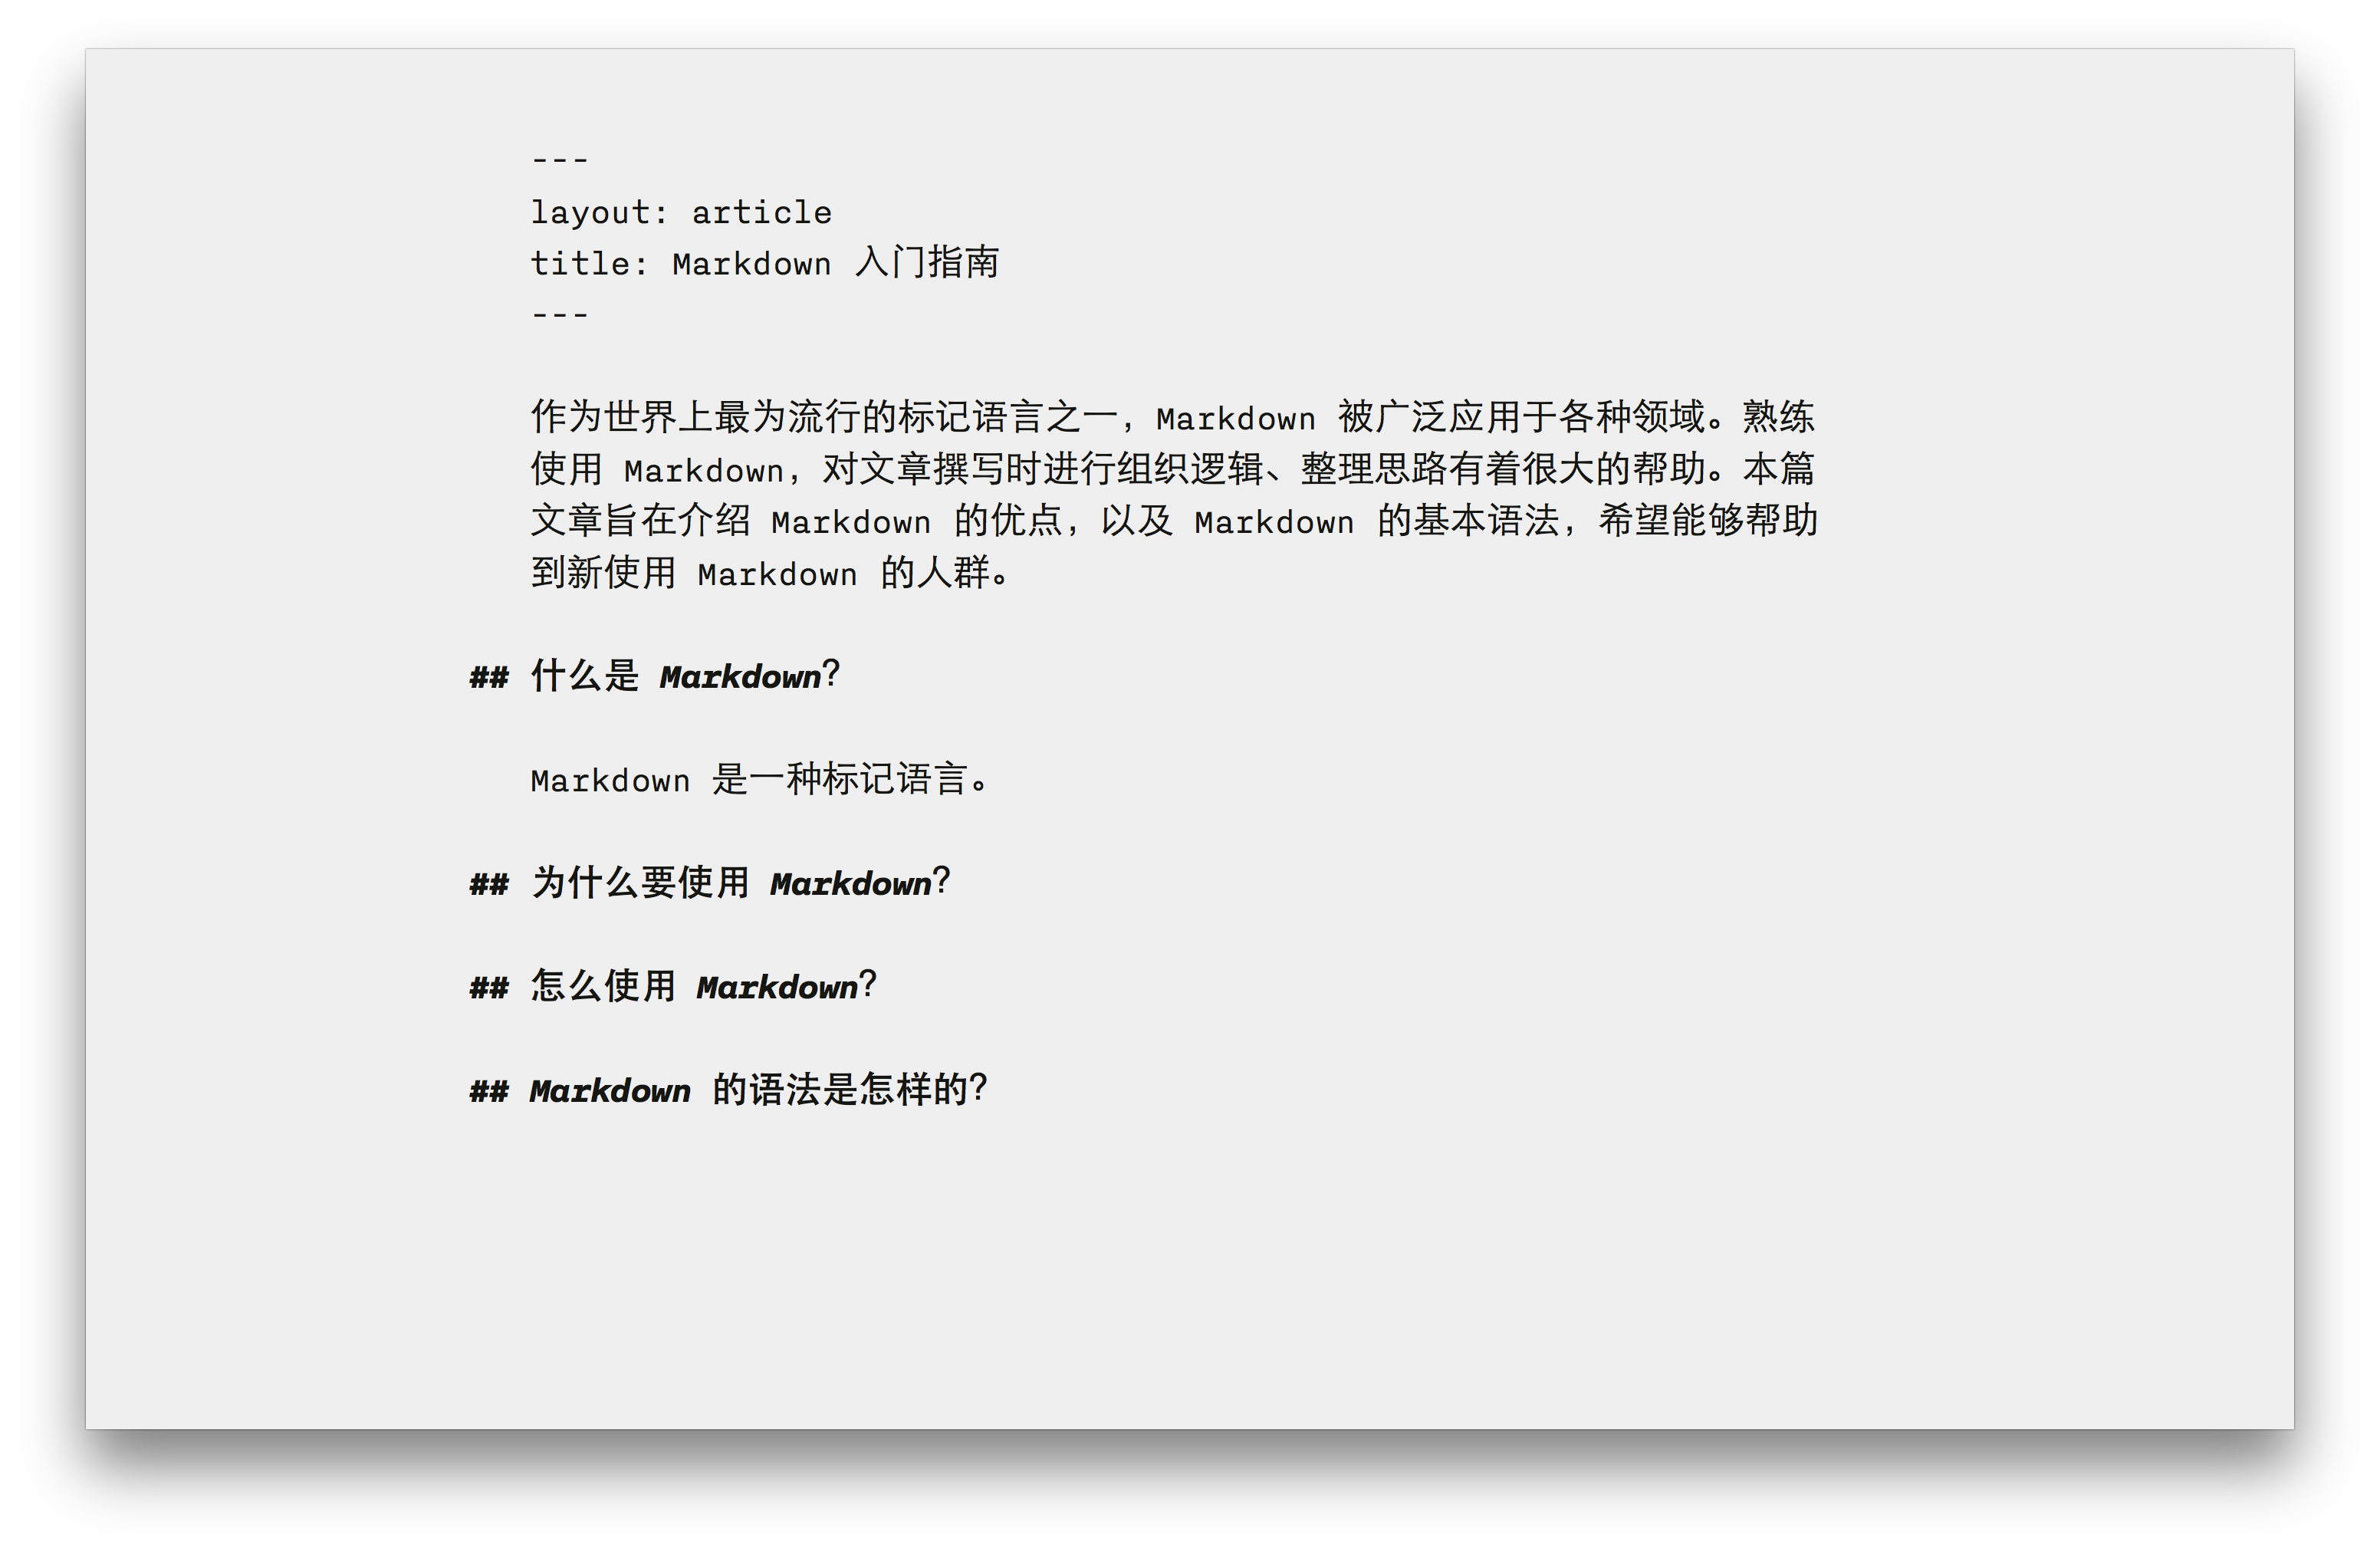 ---
layout: article
title: Markdown 入门指南
---
作为世界上最为流行的标记语言之一，Markdown 被广泛应用于各种领域。熟练
使用 Markdown，对文章撰写时进行组织逻辑、整理思路有着很大的帮助。本篇
文章旨在介绍 Markdown 的优点，以及 Markdown 的基本语法，希望能够帮助
到新使用 Markdown 的人群。
## 什么是 Markdown？
Markdown 是一种标记语言。
## 为什么要使用 Markdown？
## 怎么使用 Markdown？
## Markdown 的语法是怎样的？